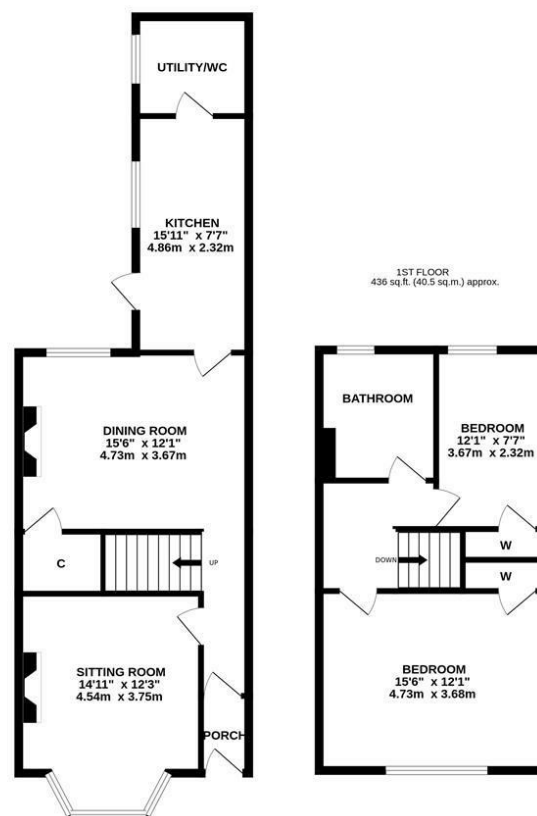 UTILITY/WC
KITCHEN
15'11" x 7'7"
4.86m x 2.32m
DINING ROOM
15'6" x 12'1"
4.73m x 3.67m
C
UP
SITTING ROOM
14'11" x 12'3"
4.54m x 3.75m
PORCH
1ST FLOOR
436 sq.ft. (40.5 sq.m.) approx.
BATHROOM
BEDROOM
12'1" x 7'7"
3.67m x 2.32m
W
DOWN
W
BEDROOM
15'6" x 12'1"
4.73m x 3.68m